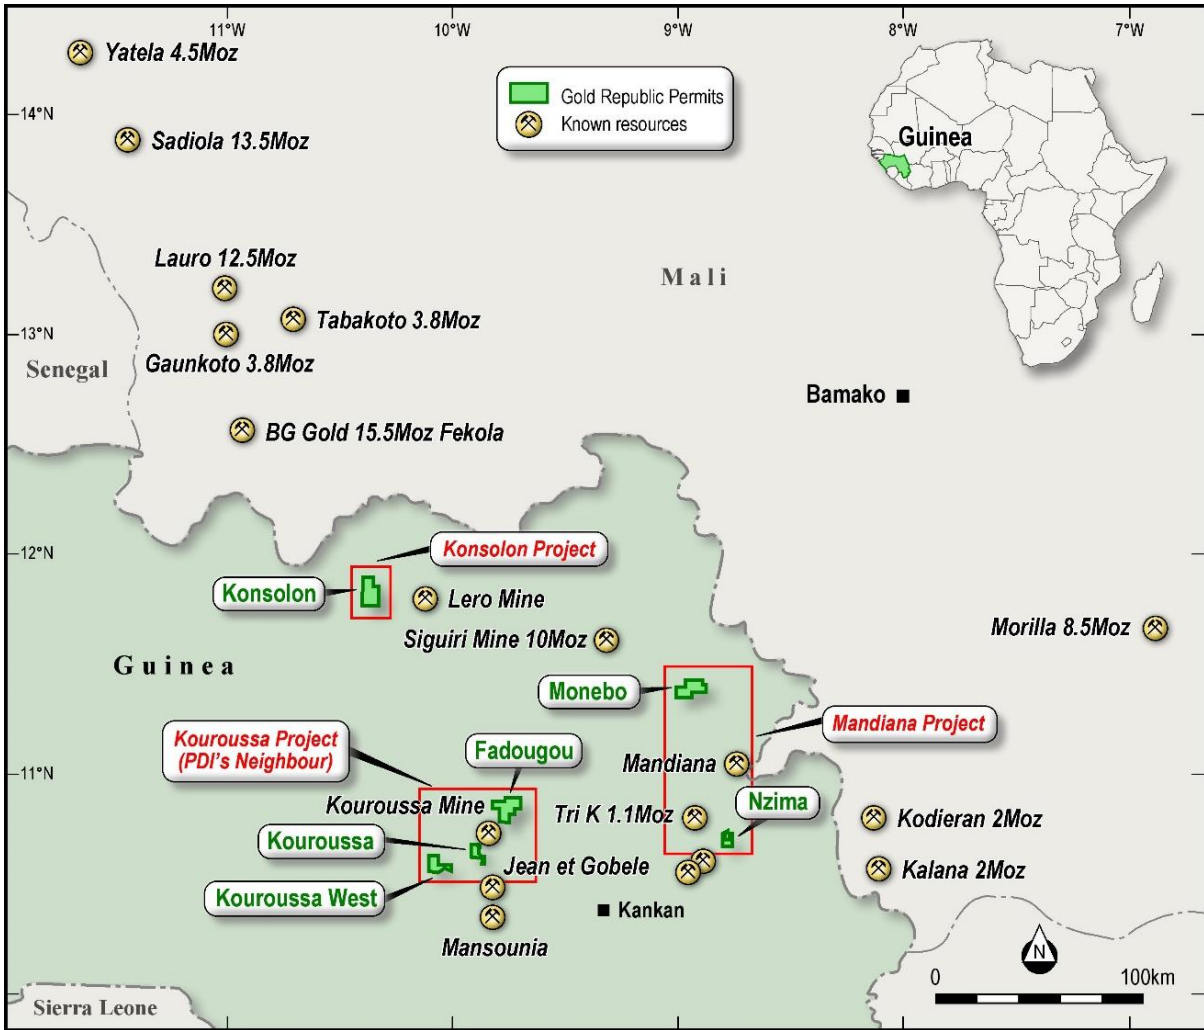 11°W
10°W
9°W
8°W
7°W
Yatela 4.5Moz
Gold Republic Permits
Known resources
14°N
Sadiola 13.5Moz
Guinea
Lauro 12.5Moz
Mali
Tabakoto 3.8Moz
13°N
Gaunkoto 3.8Moz
Senegal
Bamako
BG Gold 15.5Moz Fekola
12°N
Konsolon Project
Konsolon
Lero Mine
Siguiri Mine 10Moz
Morilla 8.5Moz
Guinea
Monebo
Mandiana Project
Kouroussa Project
(PDI's Neighbour)
Fadougou
Mandiana
11°N
Kouroussa Mine
Tri K 1.1Moz
Nzima
Kodieran 2Moz
Kouroussa
Jean et Gobele
Kalana 2Moz
Kouroussa West
Kankan
Mansounia
N
0
100km
Sierra Leone